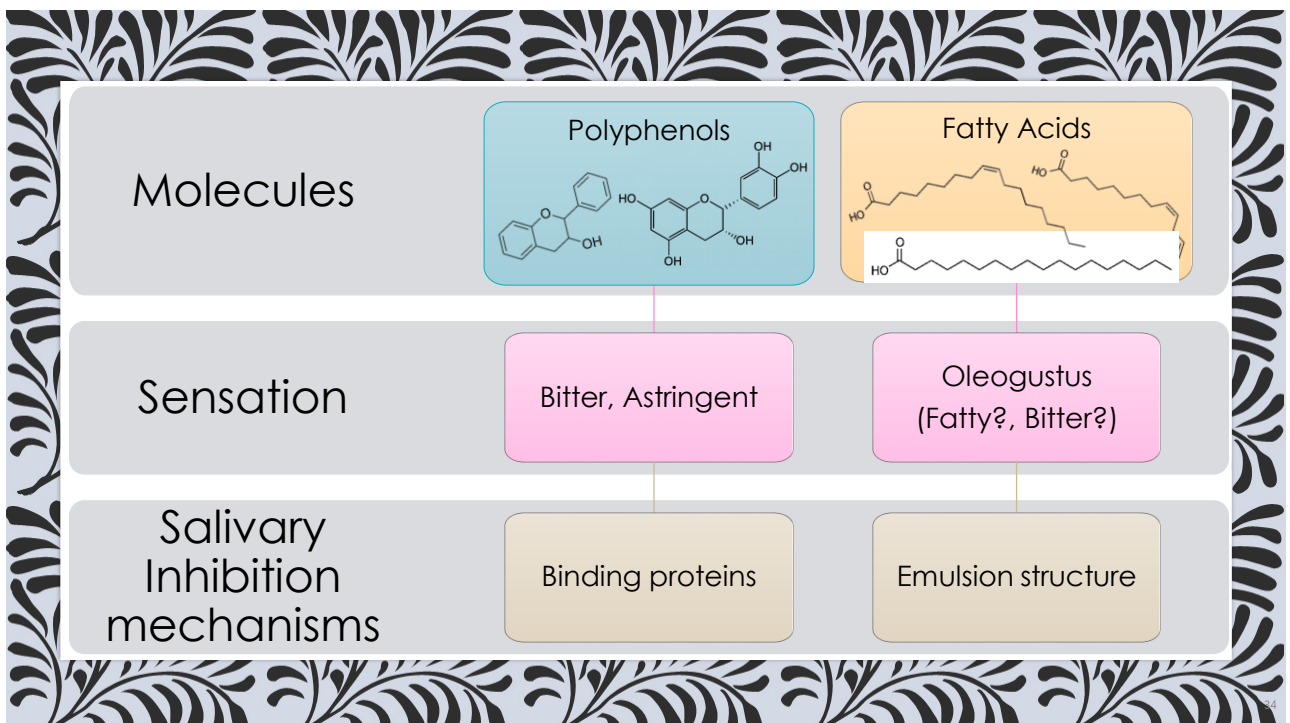 Molecules
Polyphenols
OH
OH
HO
O
O
OH
OH
OH
Fatty Acids
O
HO
O
HO
O
HO
Sensation
Bitter, Astringent
Oleogustus
(Fatty?, Bitter?)
Salivary
Inhibition
mechanisms
Binding proteins
Emulsion structure
34